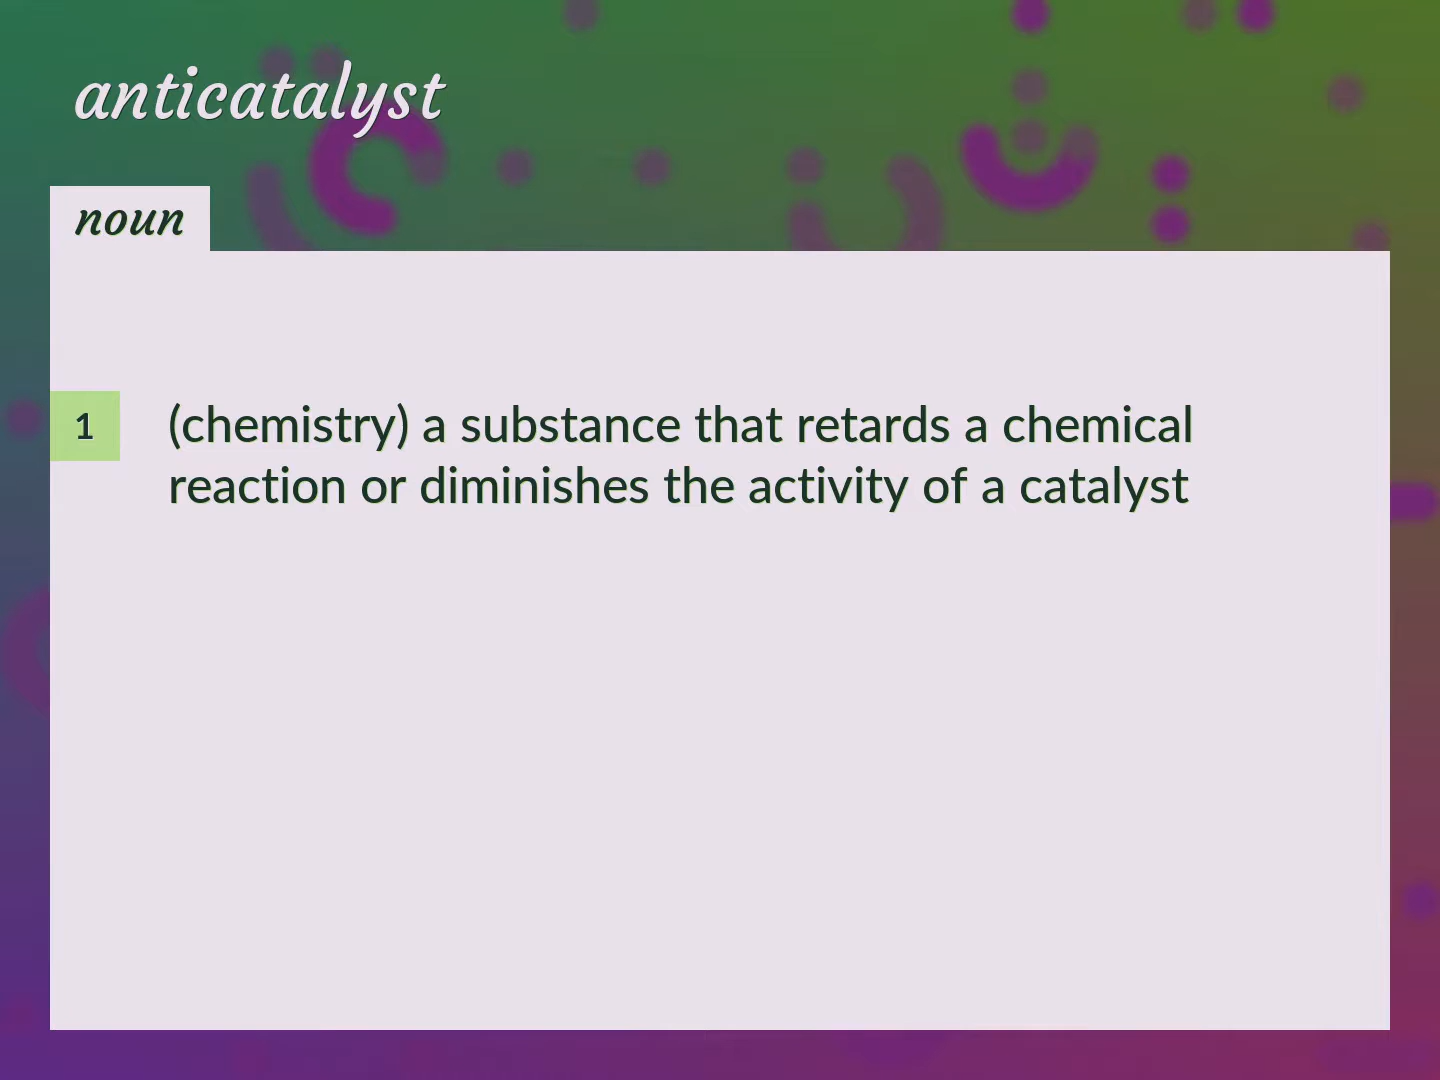 anticatalyst
noun
1
(chemistry) a substance that retards a chemical
reaction or diminishes the activity of a catalyst